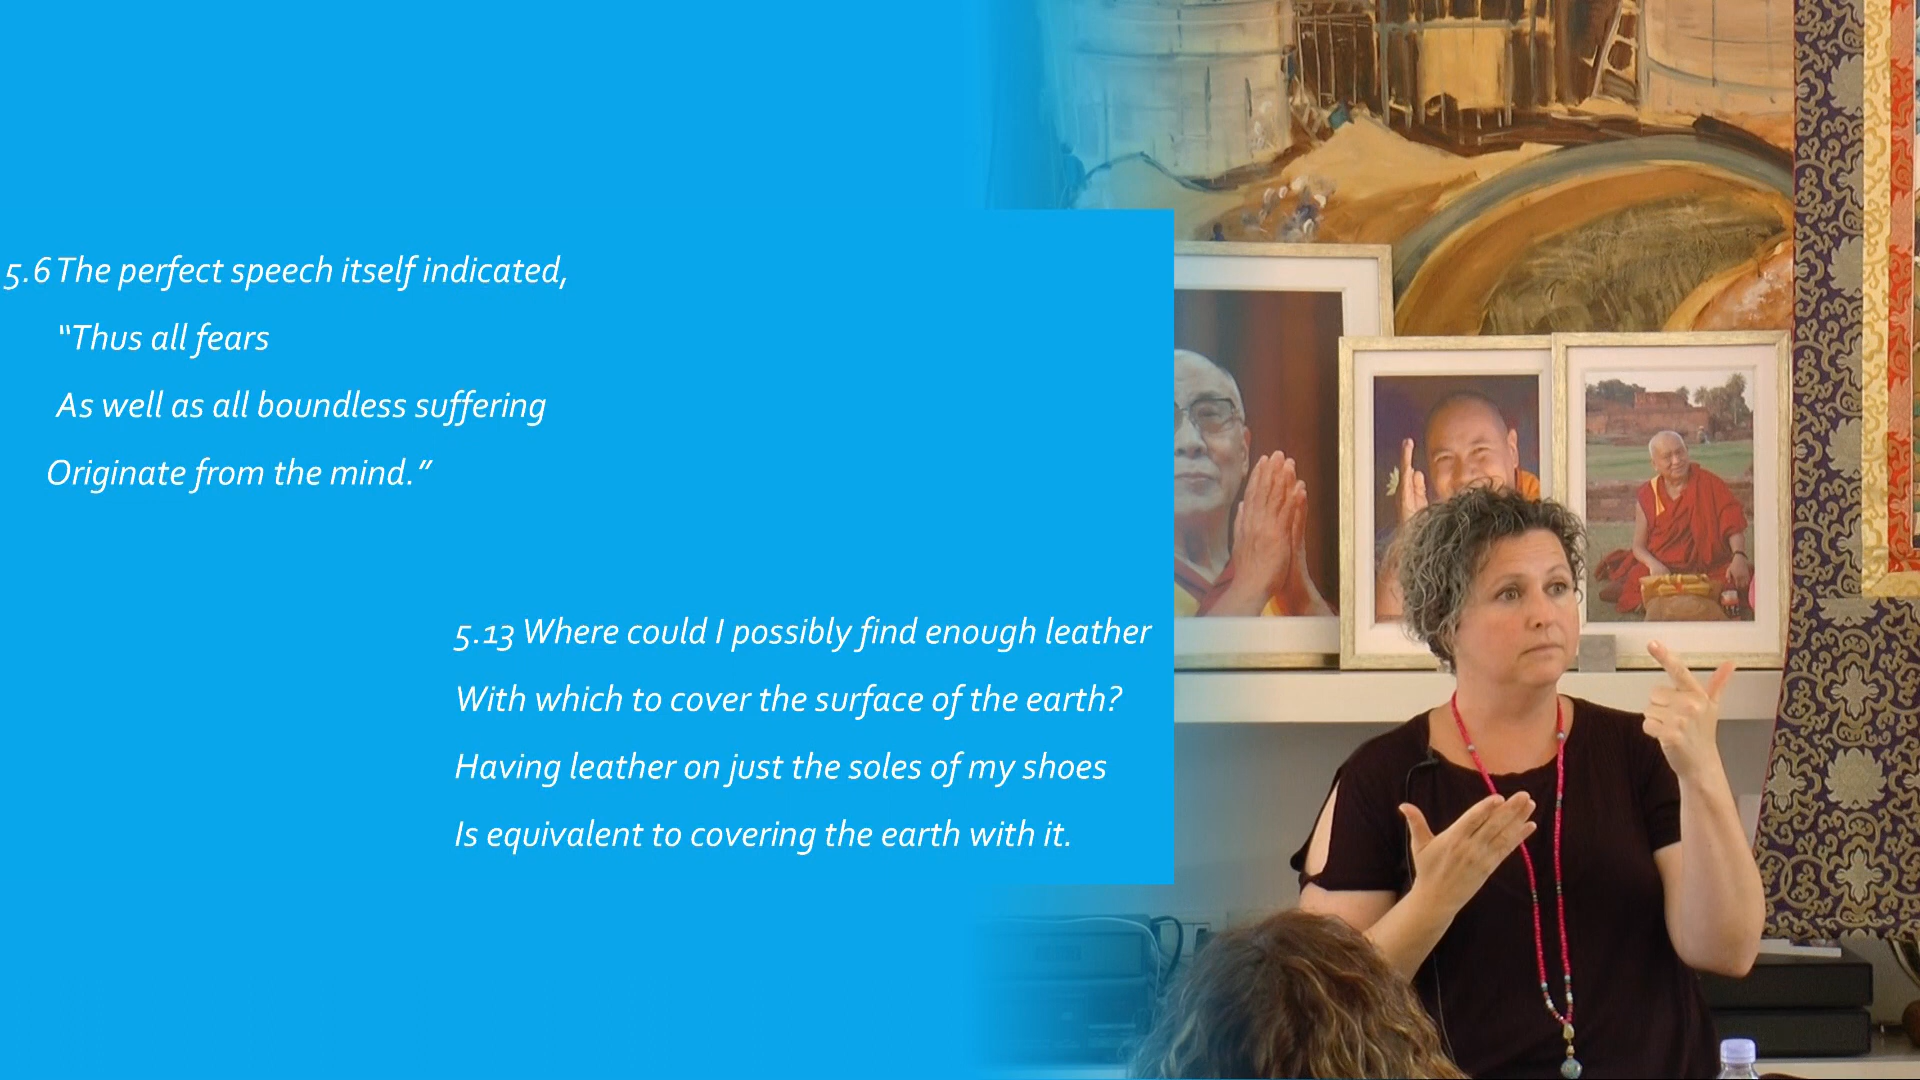 5.6 The perfect speech itself indicated,
“Thus all fears
As well as all boundless suffering
Originate from the mind.”
5.13 Where could I possibly find enough leather
With which to cover the surface of the earth?
Having leather on just the soles of my shoes
Is equivalent to covering the earth with it.